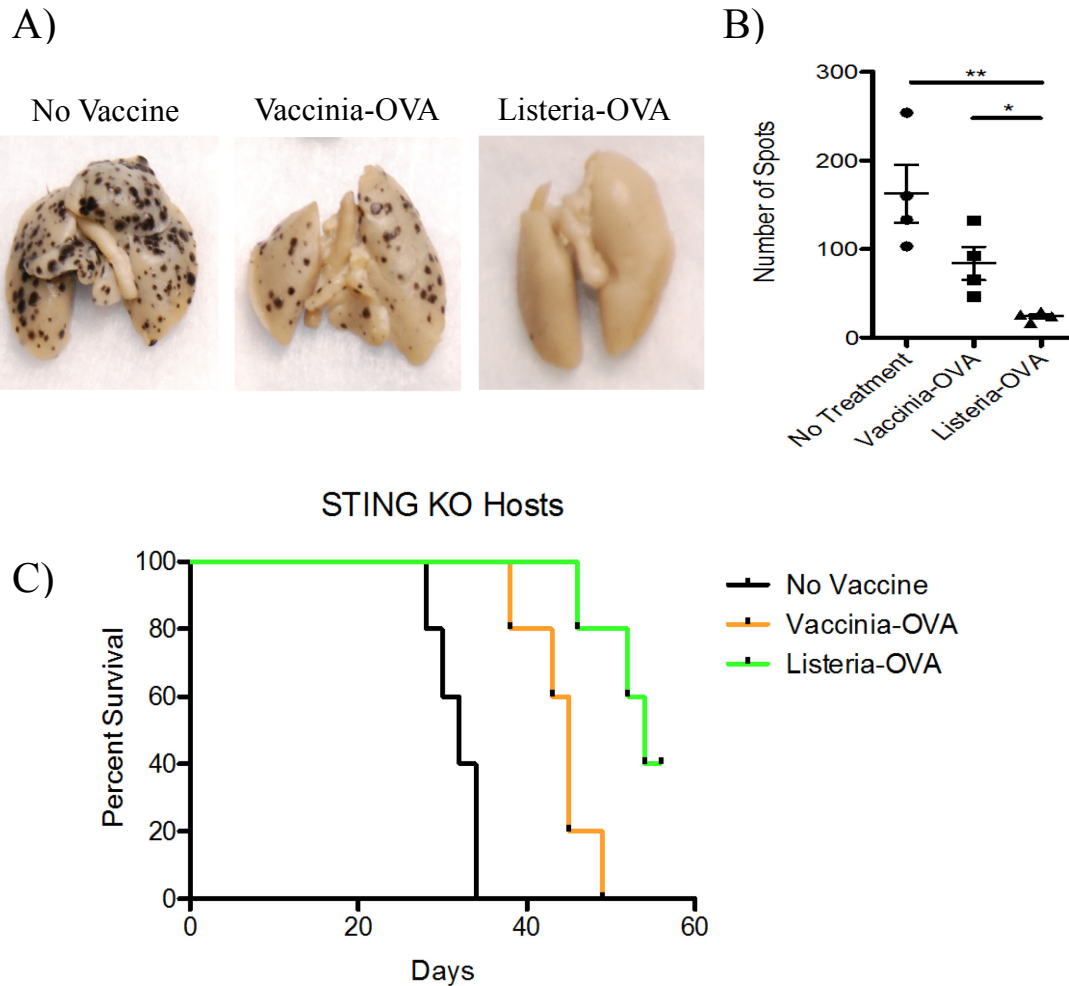 A)
B)
No Vaccine
Vaccinia-OVA
Listeria-OVA
300
200
100
0
Number of Spots
**
*
No Treatment
Vaccinia-OVA
Listeria-OVA
STING KO Hosts
C)
100
80
60
40
20
0
Percent Survival
0
20
40
60
Days
No Vaccine
Vaccinia-OVA
Listeria-OVA